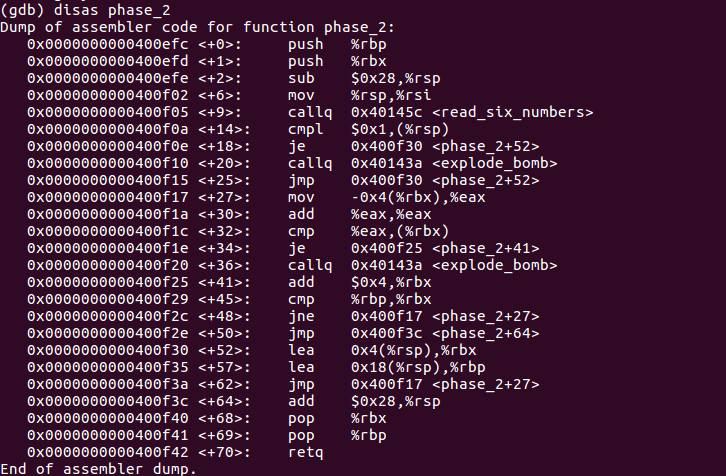 (gdb) disas phase_2
Dump of assembler code for function phase_2:
   0x0000000000400efc <+0>:     push   %rbp
   0x0000000000400efd <+1>:     push   %rbx
   0x0000000000400efe <+2>:     sub    $0x28,%rsp
   0x0000000000400f02 <+6>:     mov    %rsp,%rsi
   0x0000000000400f05 <+9>:     callq  0x40145c <read_six_numbers>
   0x0000000000400f0a <+14>:    cmpl   $0x1,(%rsp)
   0x0000000000400f0e <+18>:    je     0x400f30 <phase_2+52>
   0x0000000000400f10 <+20>:    callq  0x40143a <explode_bomb>
   0x0000000000400f15 <+25>:    jmp    0x400f30 <phase_2+52>
   0x0000000000400f17 <+27>:    mov    -0x4(%rbx),%eax
   0x0000000000400f1a <+30>:    add    %eax,%eax
   0x0000000000400f1c <+32>:    cmp    %eax,(%rbx)
   0x0000000000400f1e <+34>:    je     0x400f25 <phase_2+41>
   0x0000000000400f20 <+36>:    callq  0x40143a <explode_bomb>
   0x0000000000400f25 <+41>:    add    $0x4,%rbx
   0x0000000000400f29 <+45>:    cmp    %rbp,%rbx
   0x0000000000400f2c <+48>:    jne    0x400f17 <phase_2+27>
   0x0000000000400f2e <+50>:    jmp    0x400f3c <phase_2+64>
   0x0000000000400f30 <+52>:    lea    0x4(%rsp),%rbx
   0x0000000000400f35 <+57>:    lea    0x18(%rsp),%rbp
   0x0000000000400f3a <+62>:    jmp    0x400f17 <phase_2+27>
   0x0000000000400f3c <+64>:    add    $0x28,%rsp
   0x0000000000400f40 <+68>:    pop    %rbx
   0x0000000000400f41 <+69>:    pop    %rbp
   0x0000000000400f42 <+70>:    retq
End of assembler dump.